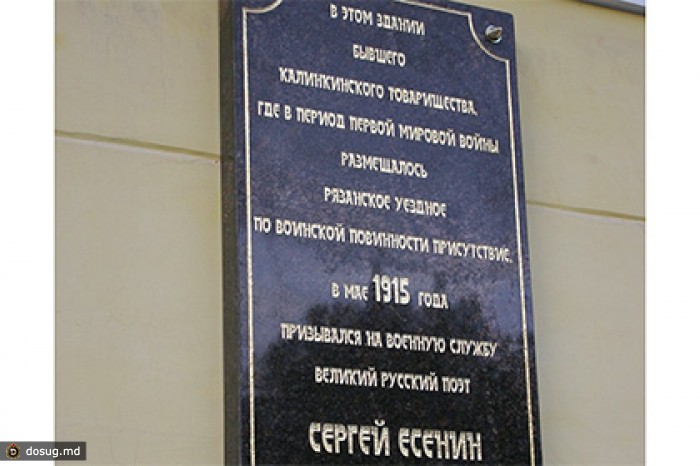 В ЭТОМ ЗДАНИИ
БЫВШЕГО
КАЛИНКИНСКОГО ТОВАРИЩЕСТВА,
ГДЕ В ПЕРИОД ПЕРВОЙ МИРОВОЙ ВОЙНЫ
РАЗМЕЩАЛОСЬ
РЯЗАНСКОЕ УЕЗДНОЕ
ПО ВОИНСКОЙ ПОВИННОСТИ ПРИСУТСТВИЕ,
В МАЕ 1915 ГОДА
ПРИЗЫВАЛСЯ НА ВОЕННУЮ СЛУЖБУ
ВЕЛИКИЙ РУССКИЙ ПОЭТ
СЕРГЕЙ ЕСЕНИН
dosug.md